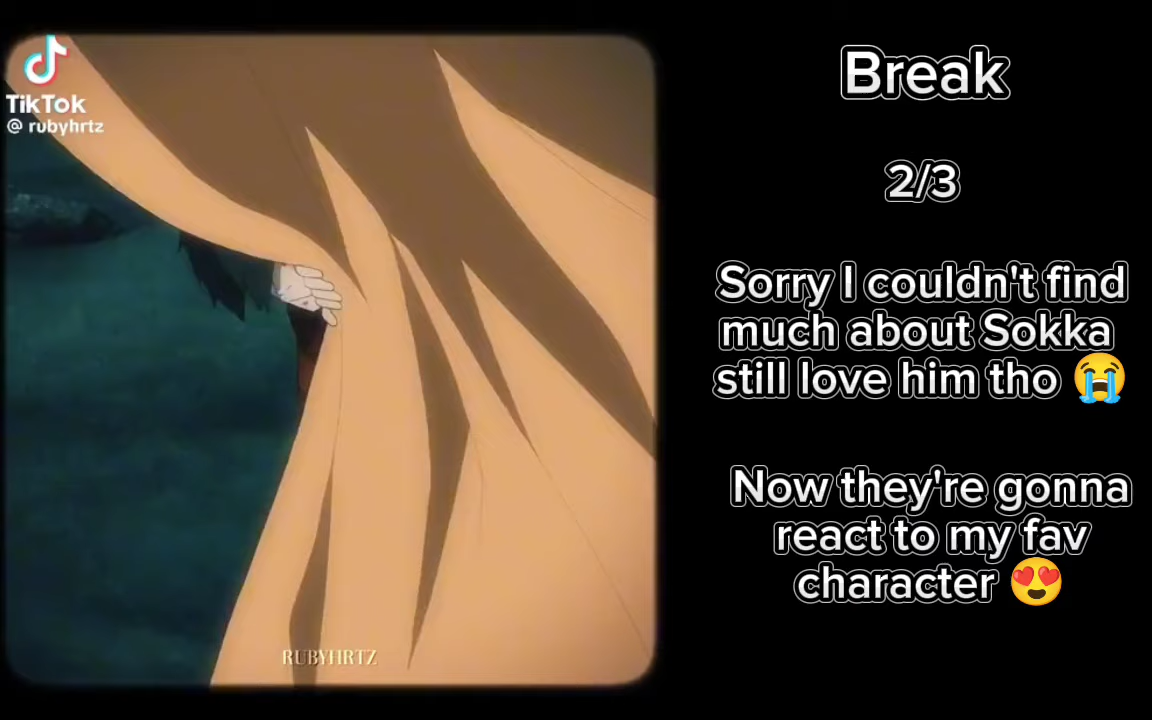 TikTok
@ rubyhrtz
RUBYHRTZ
Break
2/3
Sorry I couldn't find
much about Sokka
still love him tho 😭
Now they're gonna
react to my fav
character 😍